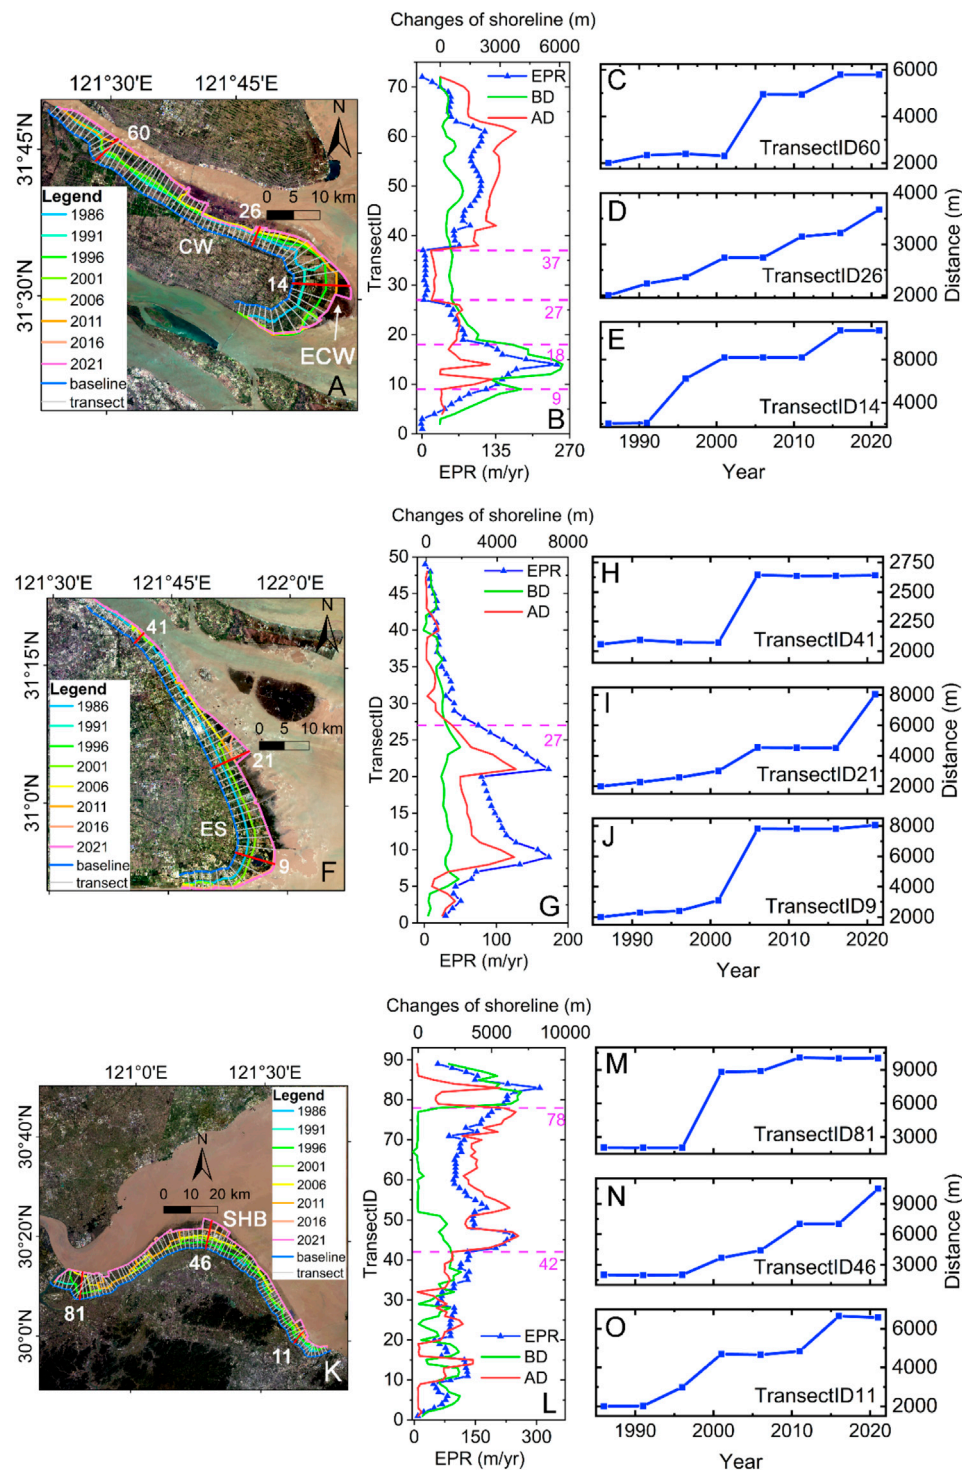 121°30'E 121°45'E
31°45'N
31°30'N
N
60
26
14
0 5 10 km
CW
ECW
A
Legend
1986
1991
1996
2001
2006
2011
2016
2021
baseline
transect
Changes of shoreline (m)
0 3000 6000
EPR
BD
AD
TransectID
70
60
50
40
30
20
10
0
37
27
18
9
B
0 135 270
EPR (m/yr)
C
TransectID60
6000
4000
2000
D
TransectID26
4000
3000
2000
E
TransectID14
8000
4000
Distance (m)
1990 2000 2010 2020
Year
121°30'E 121°45'E 122°0'E
31°15'N
31°0'N
N
41
21
9
0 5 10 km
ES
F
Legend
1986
1991
1996
2001
2006
2011
2016
2021
baseline
transect
Changes of shoreline (m)
0 4000 8000
EPR
BD
AD
TransectID
50
45
40
35
30
25
20
15
10
5
0
27
G
0 100 200
EPR (m/yr)
H
TransectID41
2750
2500
2250
2000
I
TransectID21
8000
6000
4000
2000
J
TransectID9
8000
6000
4000
2000
Distance (m)
1990 2000 2010 2020
Year
121°0'E 121°30'E
30°40'N
30°20'N
30°0'N
N
0 10 20 km
SHB
46
81
11
K
Legend
1986
1991
1996
2001
2006
2011
2016
2021
baseline
transect
Changes of shoreline (m)
0 5000 10000
TransectID
90
80
70
60
50
40
30
20
10
0
78
42
EPR
BD
AD
L
0 150 300
EPR (m/yr)
M
TransectID81
9000
6000
3000
N
TransectID46
9000
6000
3000
O
TransectID11
6000
4000
2000
Distance (m)
1990 2000 2010 2020
Year